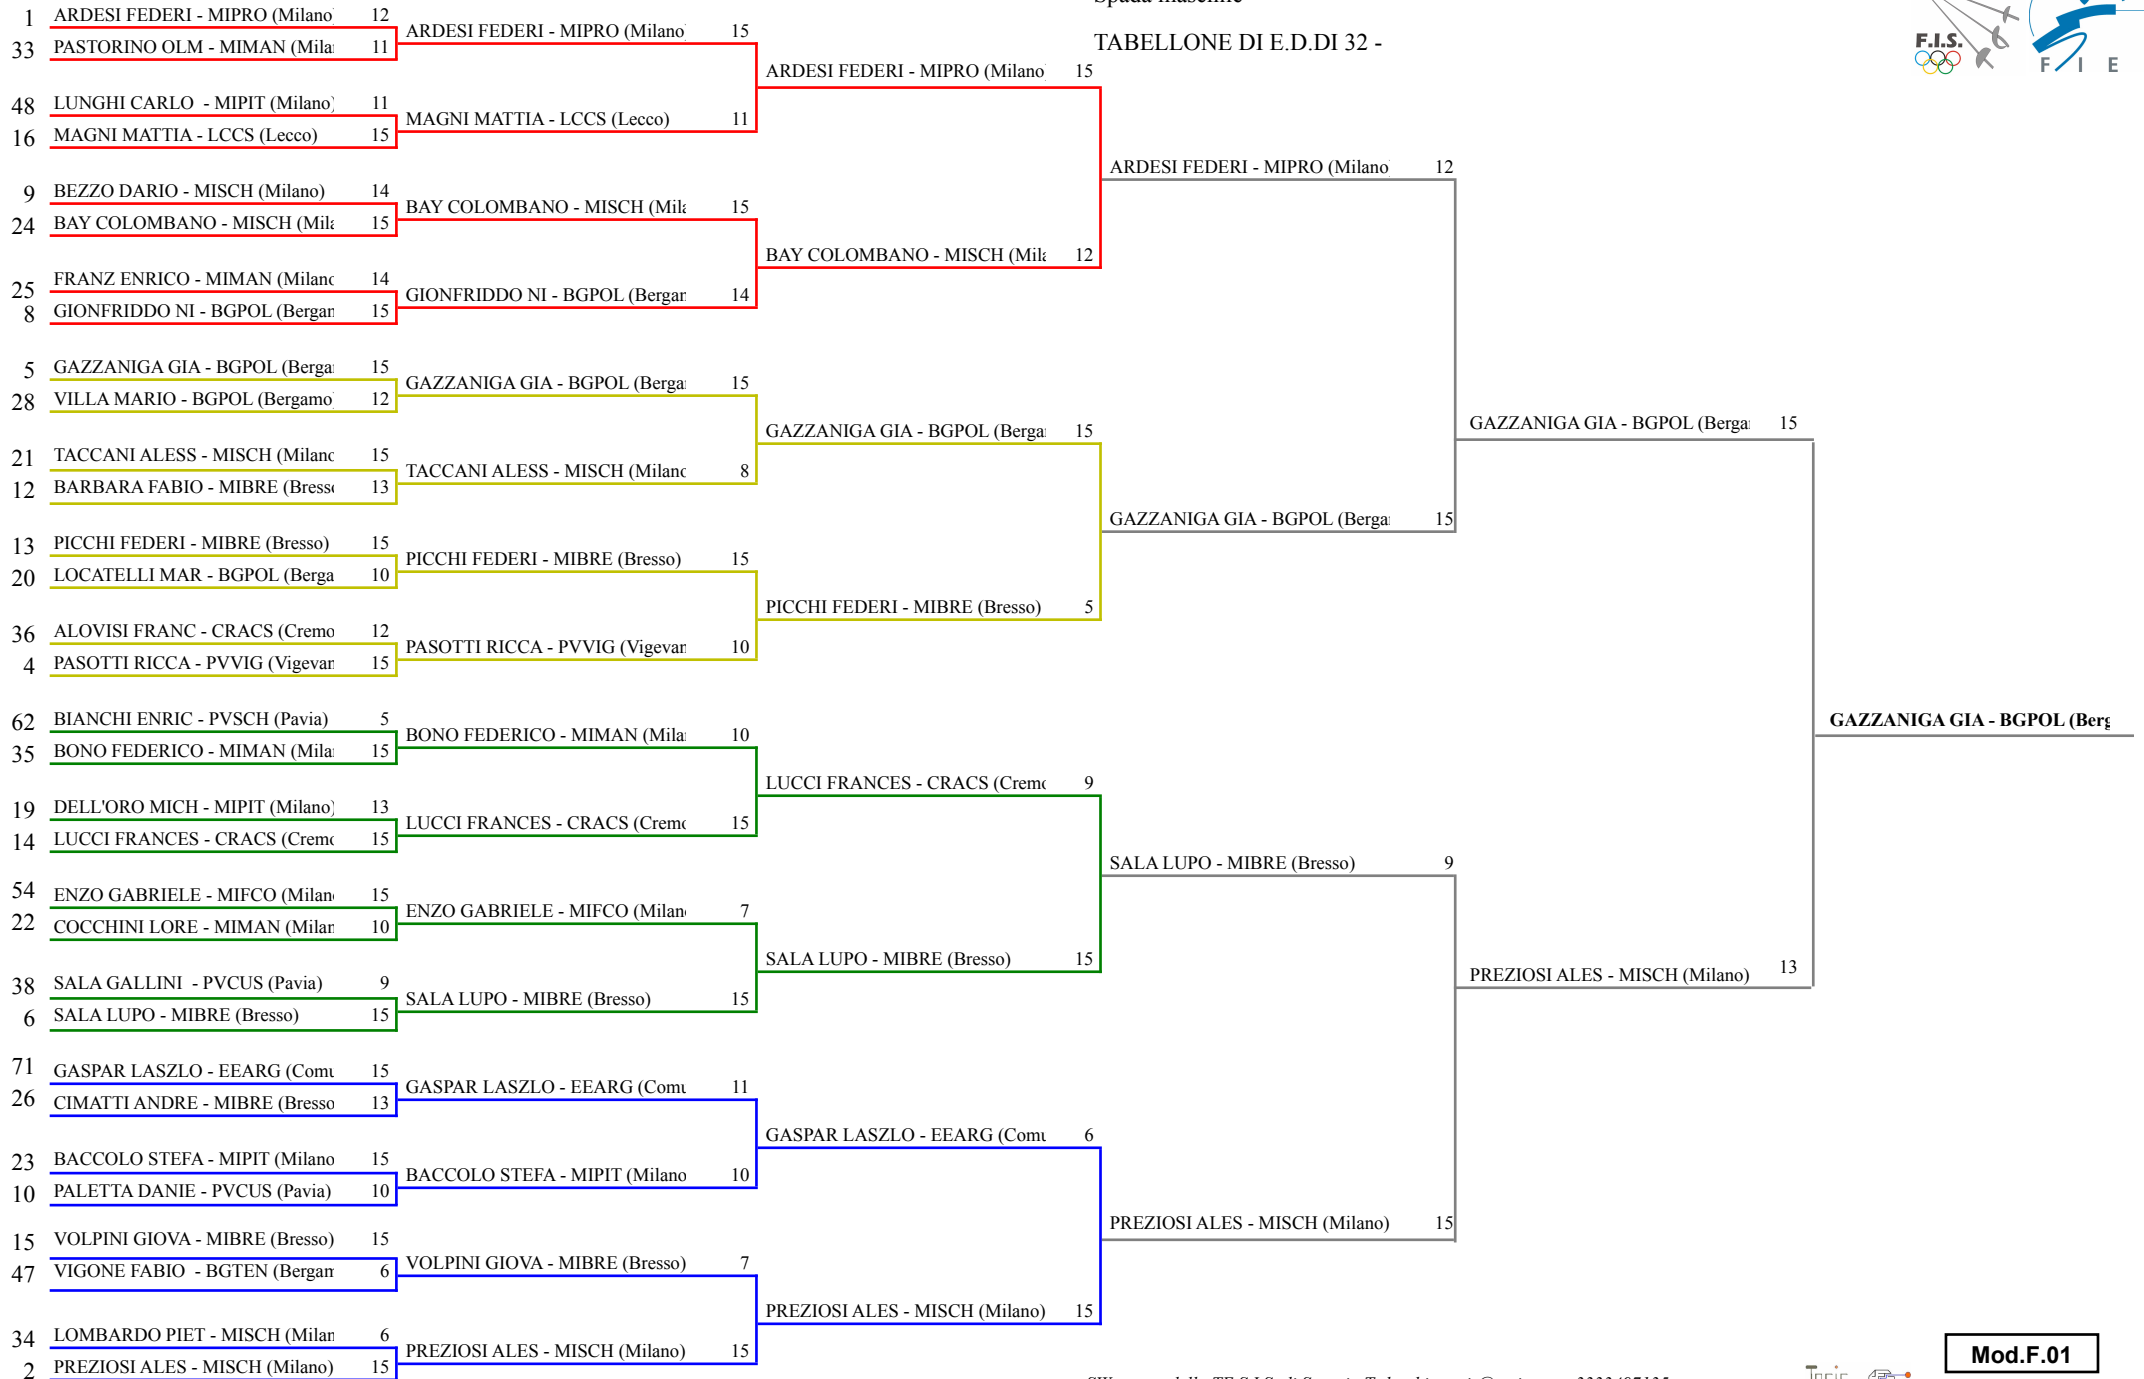 TABELLONE DI E.D.DI 32 -
F.I.S.
F I E
1 ARDESI FEDERI - MIPRO (Milano 12
33 PASTORINO OLM - MIMAN (Mila 11
48 LUNGHI CARLO - MIPIT (Milano) 11
16 MAGNI MATTIA - LCCS (Lecco) 15
9 BEZZO DARIO - MISCH (Milano) 14
24 BAY COLOMBANO - MISCH (Mila 15
25 FRANZ ENRICO - MIMAN (Milano 14
8 GIONFRIDDO NI - BGPOL (Bergan 15
5 GAZZANIGA GIA - BGPOL (Berga 15
28 VILLA MARIO - BGPOL (Bergamo) 12
21 TACCANI ALESS - MISCH (Milano 15
12 BARBARA FABIO - MIBRE (Bresso 13
13 PICCHI FEDERI - MIBRE (Bresso) 15
20 LOCATELLI MAR - BGPOL (Berga 10
36 ALOVISI FRANC - CRACS (Cremo 12
4 PASOTTI RICCA - PVVIG (Vigevan 15
62 BIANCHI ENRIC - PVSCH (Pavia) 5
35 BONO FEDERICO - MIMAN (Mila 15
19 DELL'ORO MICH - MIPIT (Milano) 13
14 LUCCI FRANCES - CRACS (Cremo 15
54 ENZO GABRIELE - MIFCO (Milan 15
22 COCCHINI LORE - MIMAN (Milan 10
38 SALA GALLINI - PVCUS (Pavia) 9
6 SALA LUPO - MIBRE (Bresso) 15
71 GASPAR LASZLO - EEARG (Comu 15
26 CIMATTI ANDRE - MIBRE (Bresso 13
23 BACCOLO STEFA - MIPIT (Milano 15
10 PALETTA DANIE - PVCUS (Pavia) 10
15 VOLPINI GIOVA - MIBRE (Bresso) 15
47 VIGONE FABIO - BGTEN (Bergam 6
34 LOMBARDO PIET - MISCH (Milan 6
2 PREZIOSI ALES - MISCH (Milano) 15
ARDESI FEDERI - MIPRO (Milano 15
MAGNI MATTIA - LCCS (Lecco) 11
BAY COLOMBANO - MISCH (Mila 15
GIONFRIDDO NI - BGPOL (Bergan 14
GAZZANIGA GIA - BGPOL (Berga 15
TACCANI ALESS - MISCH (Milano 8
PICCHI FEDERI - MIBRE (Bresso) 15
PASOTTI RICCA - PVVIG (Vigevan 10
BONO FEDERICO - MIMAN (Mila 10
LUCCI FRANCES - CRACS (Cremo 15
ENZO GABRIELE - MIFCO (Milan 7
SALA LUPO - MIBRE (Bresso) 15
GASPAR LASZLO - EEARG (Comu 11
BACCOLO STEFA - MIPIT (Milano 10
VOLPINI GIOVA - MIBRE (Bresso) 7
PREZIOSI ALES - MISCH (Milano) 15
ARDESI FEDERI - MIPRO (Milano 15
BAY COLOMBANO - MISCH (Mila 12
GAZZANIGA GIA - BGPOL (Berga 15
PICCHI FEDERI - MIBRE (Bresso) 5
LUCCI FRANCES - CRACS (Cremo 9
SALA LUPO - MIBRE (Bresso) 15
GASPAR LASZLO - EEARG (Comu 6
PREZIOSI ALES - MISCH (Milano) 15
ARDESI FEDERI - MIPRO (Milano 12
GAZZANIGA GIA - BGPOL (Berga 15
SALA LUPO - MIBRE (Bresso) 9
PREZIOSI ALES - MISCH (Milano) 15
GAZZANIGA GIA - BGPOL (Berga 15
PREZIOSI ALES - MISCH (Milano) 13
GAZZANIGA GIA - BGPOL (Berg
Mod.F.01